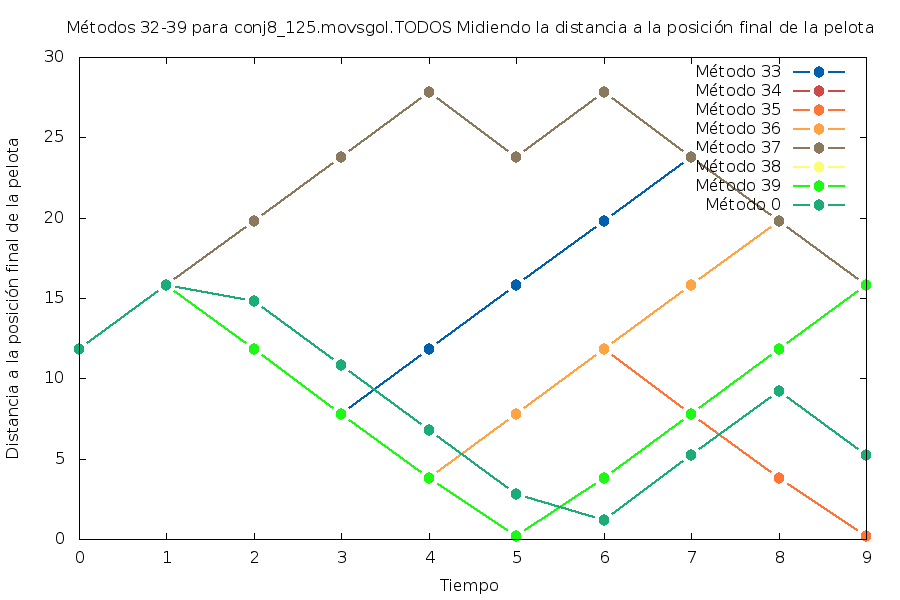 Métodos 32-39 para conj8_125.movsgol.TODOS Midiendo la distancia a la posición final de la pelota
Distancia a la posición final de la pelota
30
25
20
15
10
5
0
Método 33
Método 34
Método 35
Método 36
Método 37
Método 38
Método 39
Método 0
0 1 2 3 4 5 6 7 8 9
Tiempo